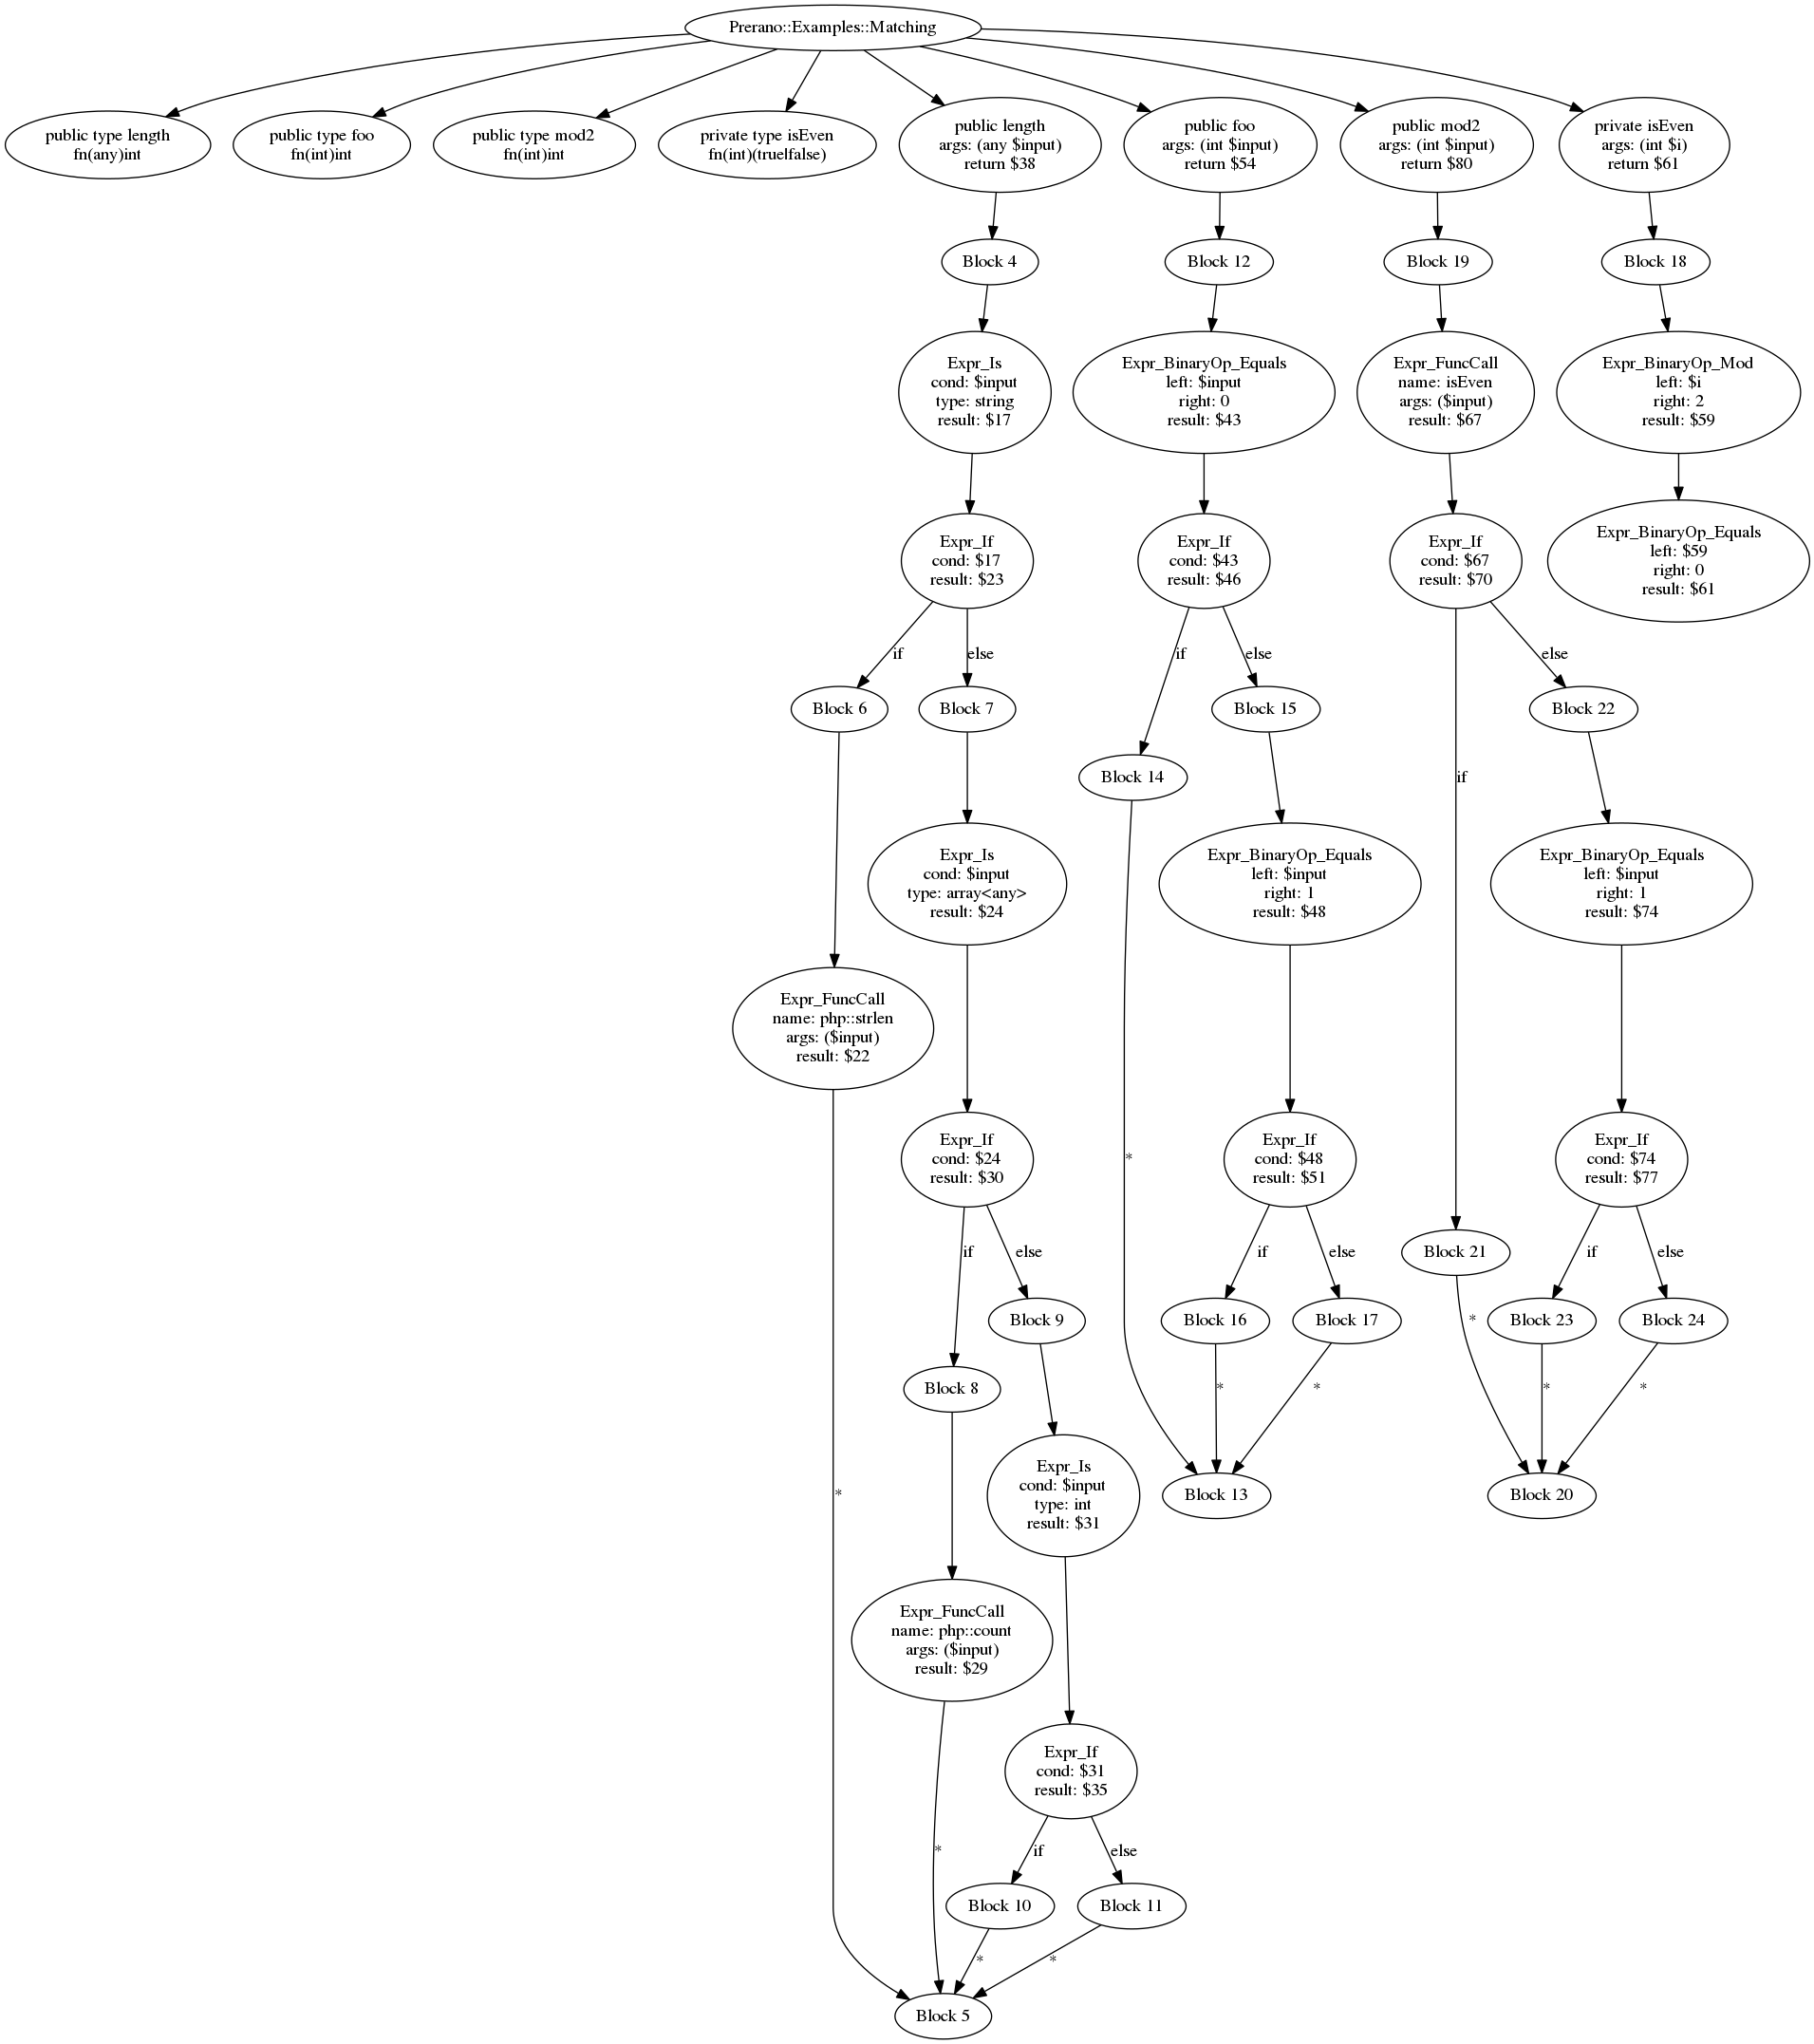 Prerano::Examples::Matching
public type length
fn(any)int
public type foo
fn(int)int
public type mod2
fn(int)int
private type isEven
fn(int)(true|false)
public length
args: (any $input)
return $38
public foo
args: (int $input)
return $54
public mod2
args: (int $input)
return $80
private isEven
args: (int $i)
return $61
Block 4
Block 12
Block 19
Block 18
Expr_Is
cond: $input
type: string
result: $17
Expr_BinaryOp_Equals
left: $input
right: 0
result: $43
Expr_FuncCall
name: isEven
args: ($input)
result: $67
Expr_BinaryOp_Mod
left: $i
right: 2
result: $59
Expr_If
cond: $17
result: $23
Expr_If
cond: $43
result: $46
Expr_If
cond: $67
result: $70
Expr_BinaryOp_Equals
left: $59
right: 0
result: $61
if
else
if
else
else
Block 6
Block 7
Block 15
Block 22
Block 14
if
Expr_Is
cond: $input
type: array<any>
result: $24
Expr_BinaryOp_Equals
left: $input
right: 1
result: $48
Expr_BinaryOp_Equals
left: $input
right: 1
result: $74
Expr_FuncCall
name: php::strlen
args: ($input)
result: $22
Expr_If
cond: $24
result: $30
*
Expr_If
cond: $48
result: $51
Expr_If
cond: $74
result: $77
if
else
if
else
Block 21
if
else
Block 9
Block 16
Block 17
*
Block 23
Block 24
Block 8
*
*
*
*
*
Expr_Is
cond: $input
type: int
result: $31
Block 13
Block 20
Expr_FuncCall
name: php::count
args: ($input)
result: $29
Expr_If
cond: $31
result: $35
*
if
else
Block 10
Block 11
*
*
Block 5